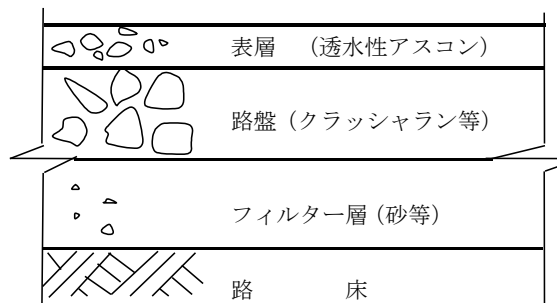 表層　（透水性アスコン）
路盤（クラッシャラン等）
フィルター層（砂等）
路　　　床